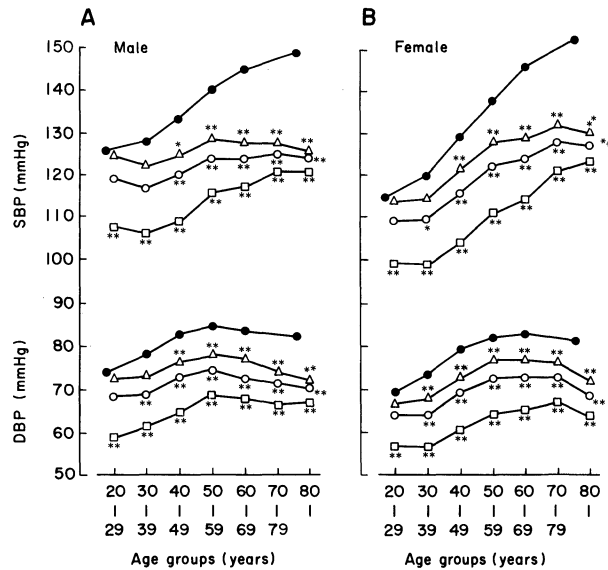 A
B
Male
Female
150
140
130
120
110
100
90
80
70
60
50
SBP (mmHg)
DBP (mmHg)
* ** ** ** **
** ** ** ** **
** ** ** ** ** ** **
** ** ** ** **
** ** ** ** ** **
** ** ** ** ** ** **
* ** ** ** **
* ** ** ** ** **
** ** ** ** ** ** **
* ** ** ** ** **
** ** ** ** ** **
** ** ** ** ** ** **
20 30 40 50 60 70 80
29 39 49 59 69 79
Age groups (years)
20 30 40 50 60 70 80
29 39 49 59 69 79
Age groups (years)